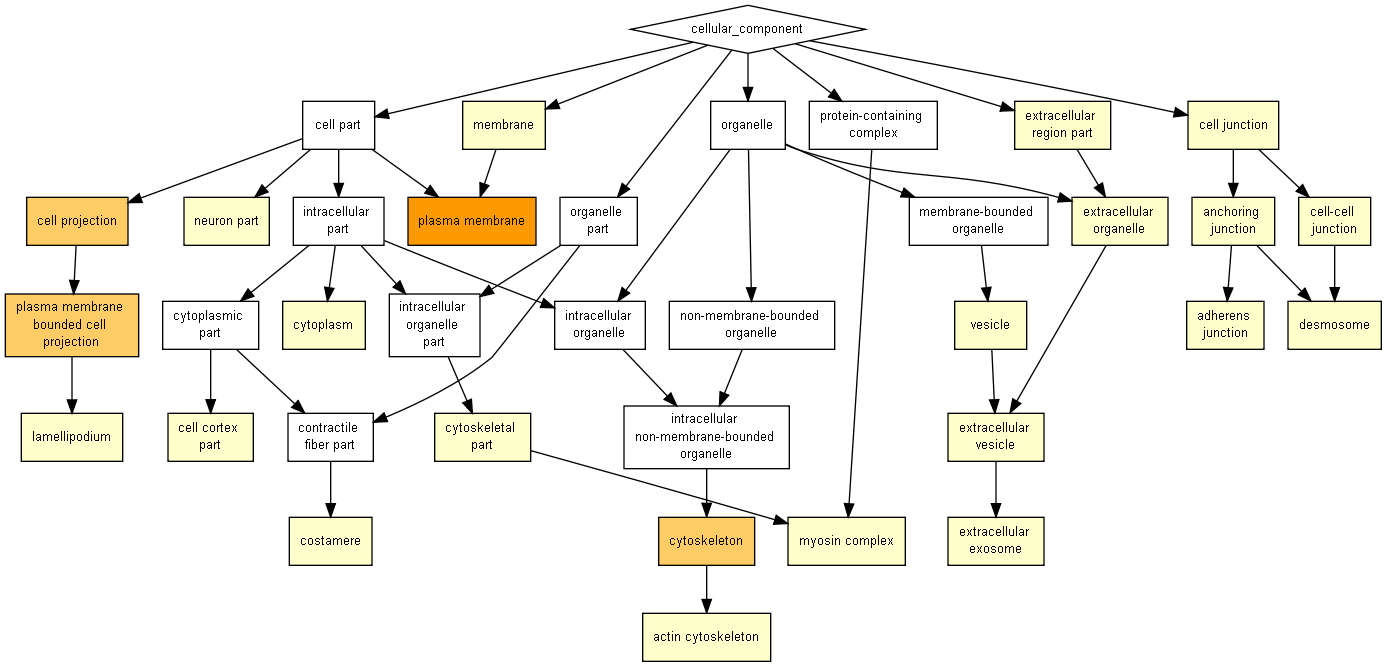 cellular_component
cell part
membrane
organelle
protein-containing
complex
extracellular
region part
cell junction
cell projection
neuron part
intracellular
part
plasma membrane
organelle
part
membrane-bounded
organelle
extracellular
organelle
anchoring
junction
cell-cell
junction
plasma membrane
bounded cell
projection
cytoplasmic
part
cytoplasm
intracellular
organelle
part
intracellular
organelle
non-membrane-bounded
organelle
vesicle
adherens
junction
desmosome
lamellipodium
cell cortex
part
contractile
fiber part
cytoskeletal
part
intracellular
non-membrane-bounded
organelle
extracellular
vesicle
costamere
cytoskeleton
myosin complex
extracellular
exosome
actin cytoskeleton